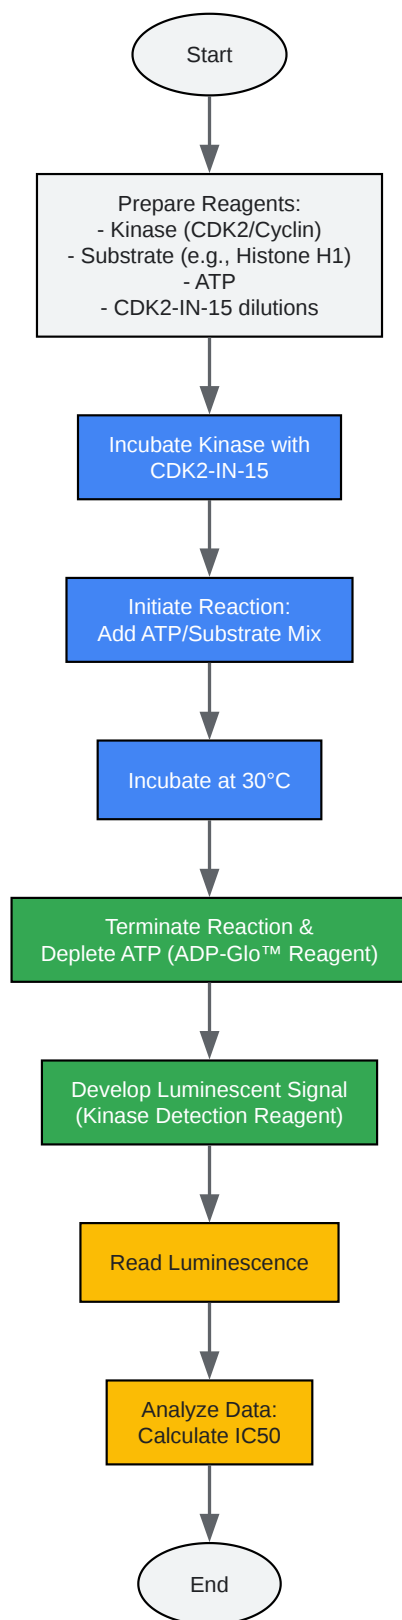 Start
Prepare Reagents:
- Kinase (CDK2/Cyclin)
- Substrate (e.g., Histone H1)
- ATP
- CDK2-IN-15 dilutions
Incubate Kinase with
CDK2-IN-15
Initiate Reaction:
Add ATP/Substrate Mix
Incubate at 30°C
Terminate Reaction &
Deplete ATP (ADP-Glo™ Reagent)
Develop Luminescent Signal
(Kinase Detection Reagent)
Read Luminescence
Analyze Data:
Calculate IC50
End